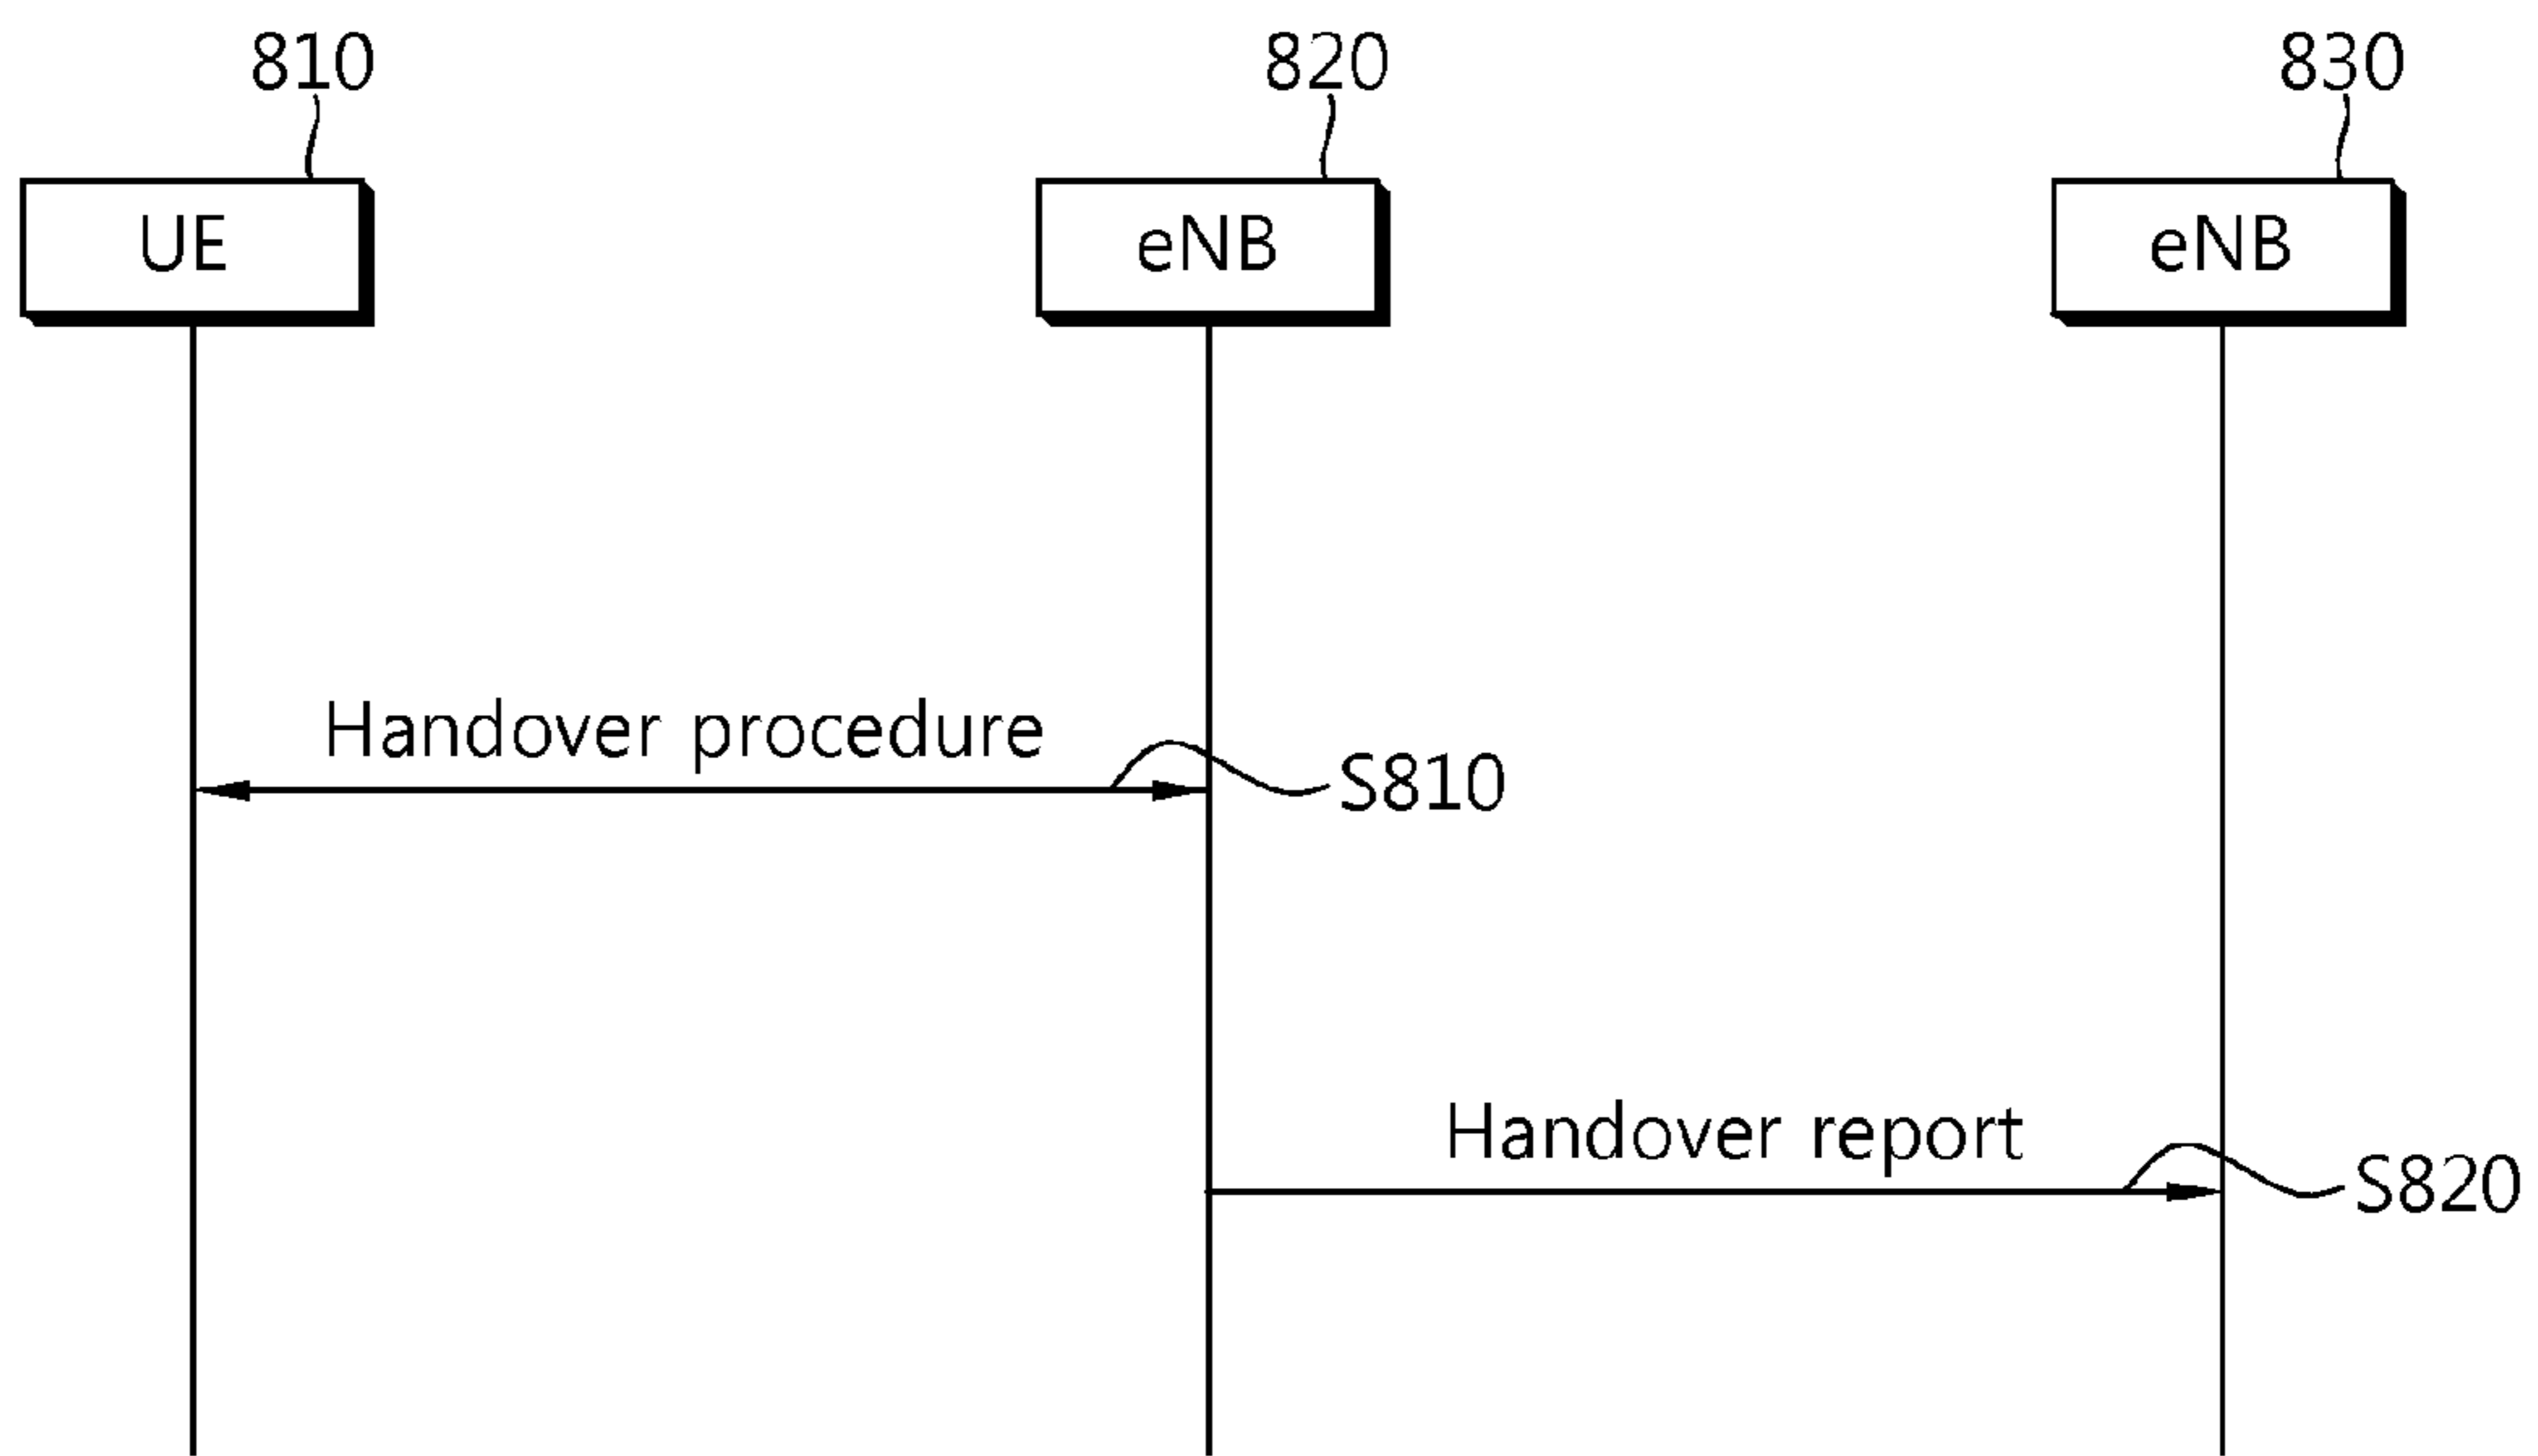 810
820
830
UE
eNB
eNB
Handover procedure
S810
Handover report
S820